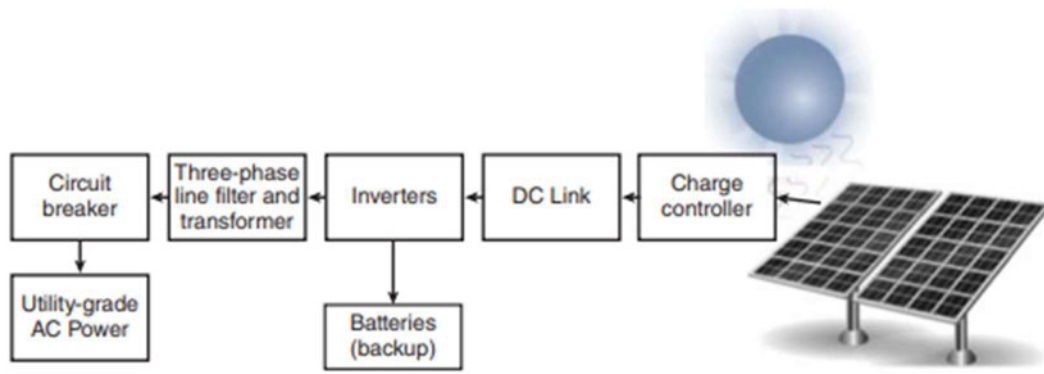 Circuit
breaker
Three-phase
line filter and
transformer
Inverters
DC Link
Charge
controller
Utility-grade
AC Power
Batteries
(backup)